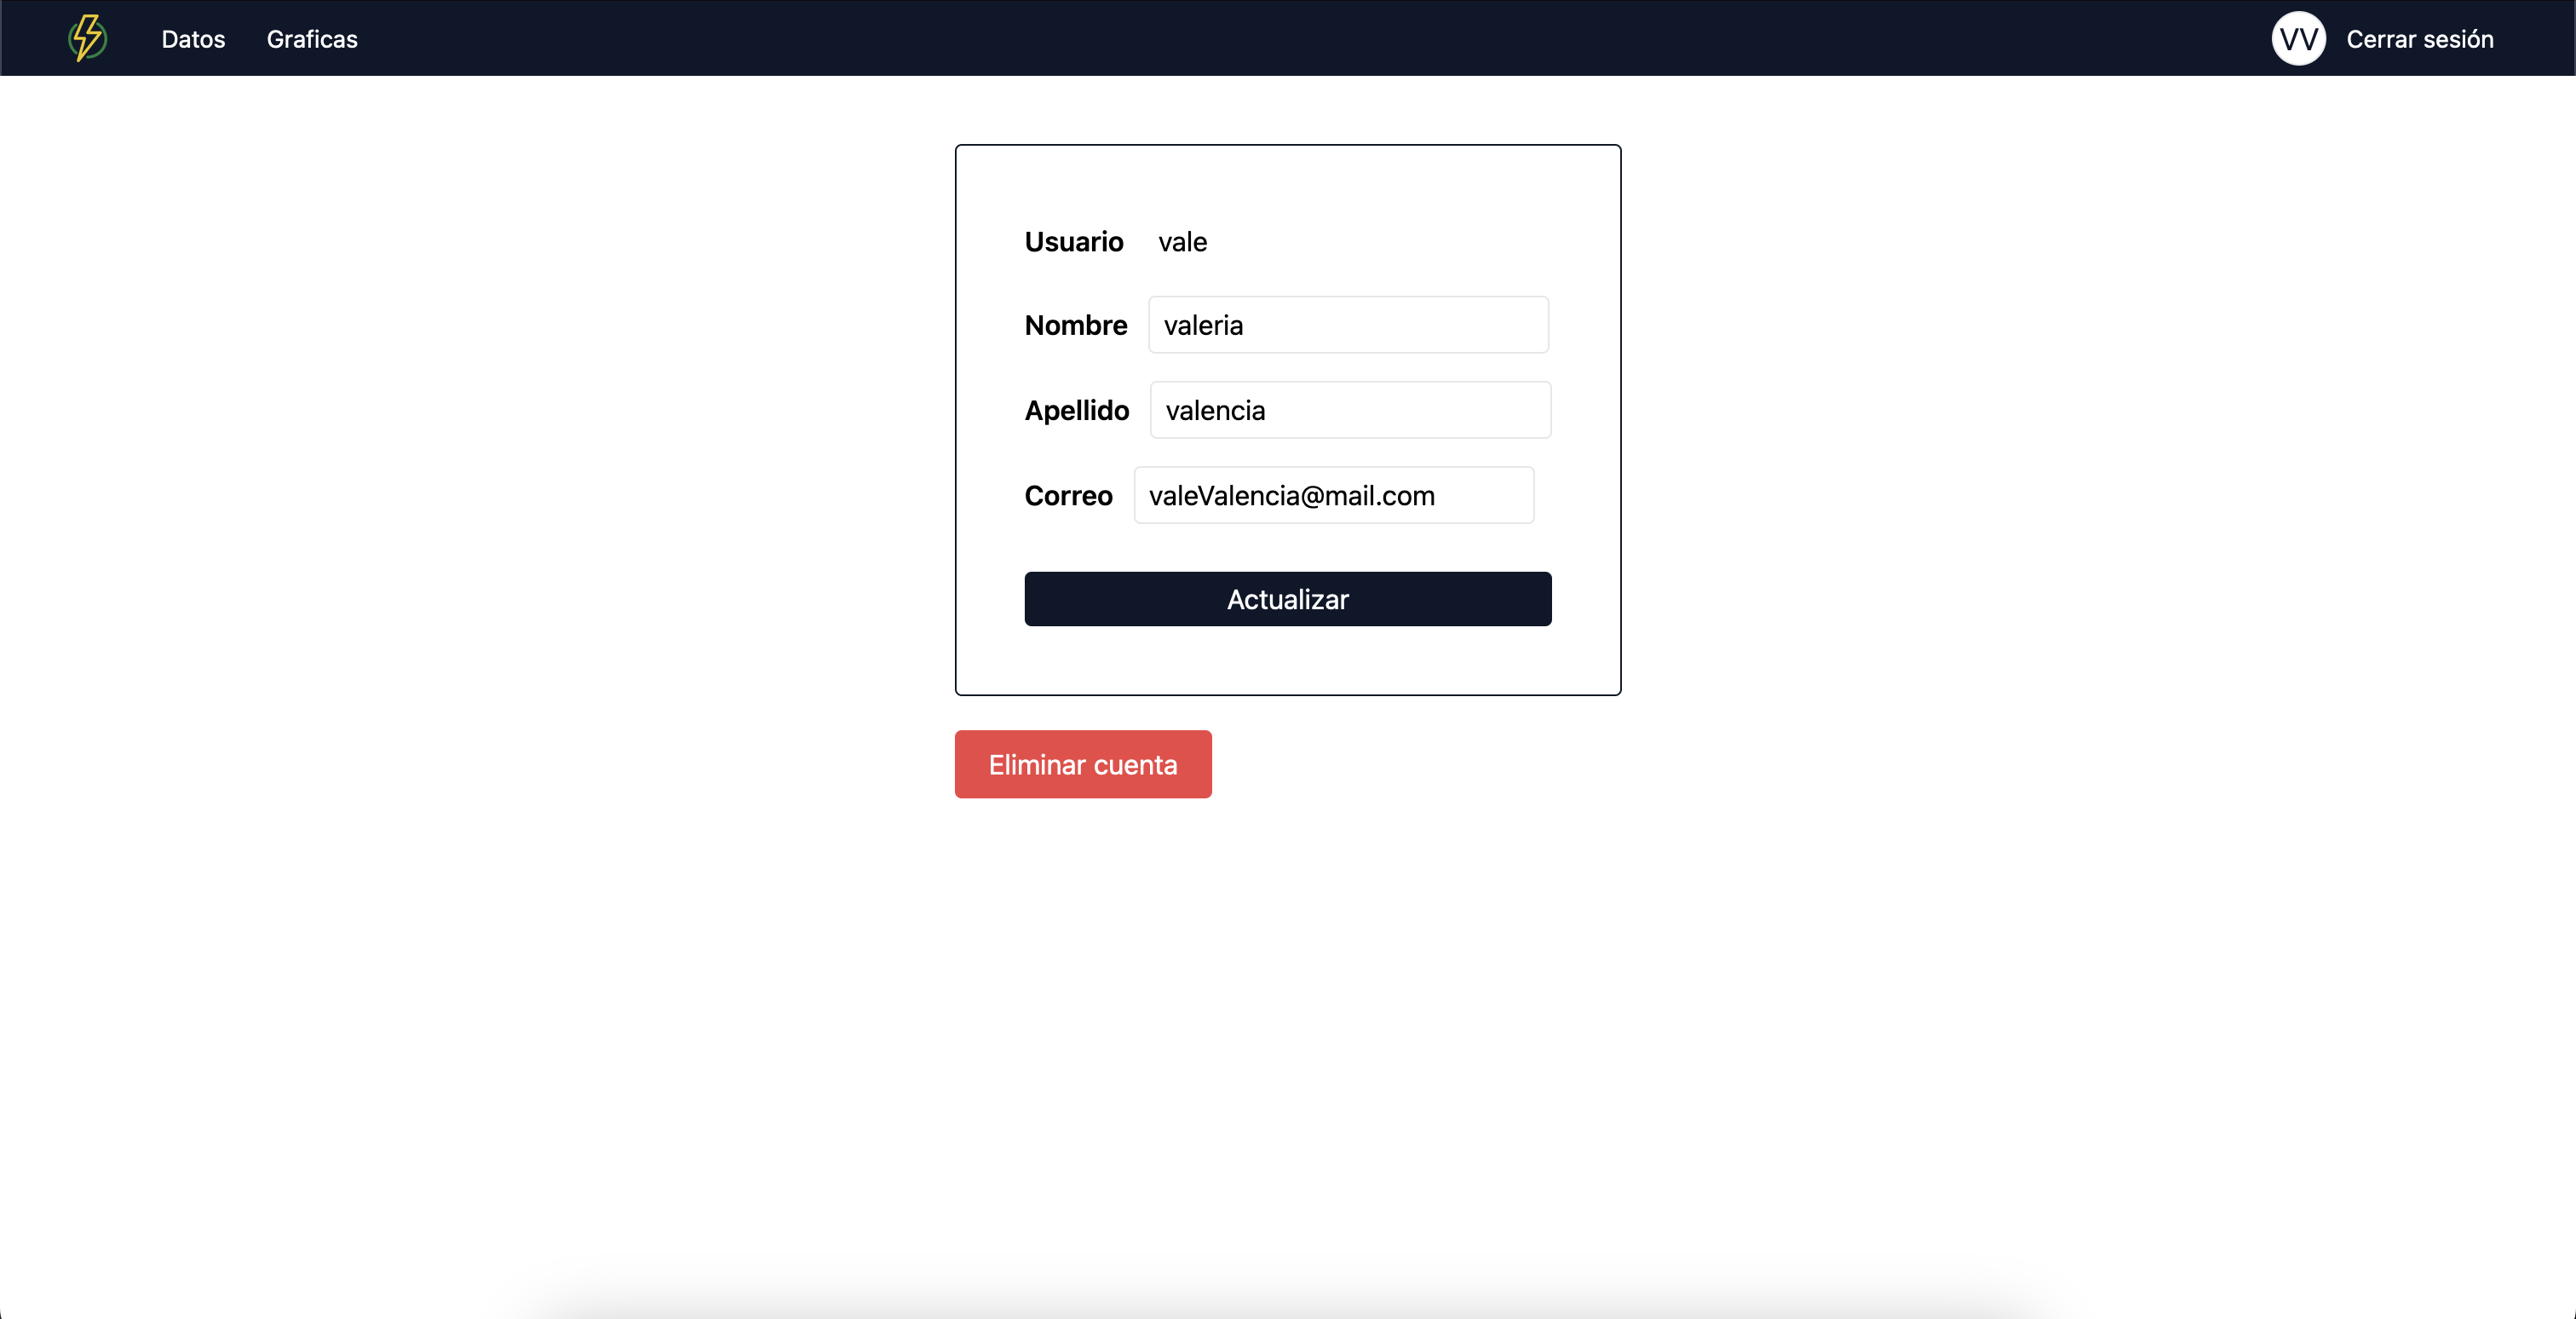 Datos Graficas VV Cerrar sesión
Usuario vale
Nombre valeria
Apellido valencia
Correo valeValencia@mail.com
Actualizar
Eliminar cuenta